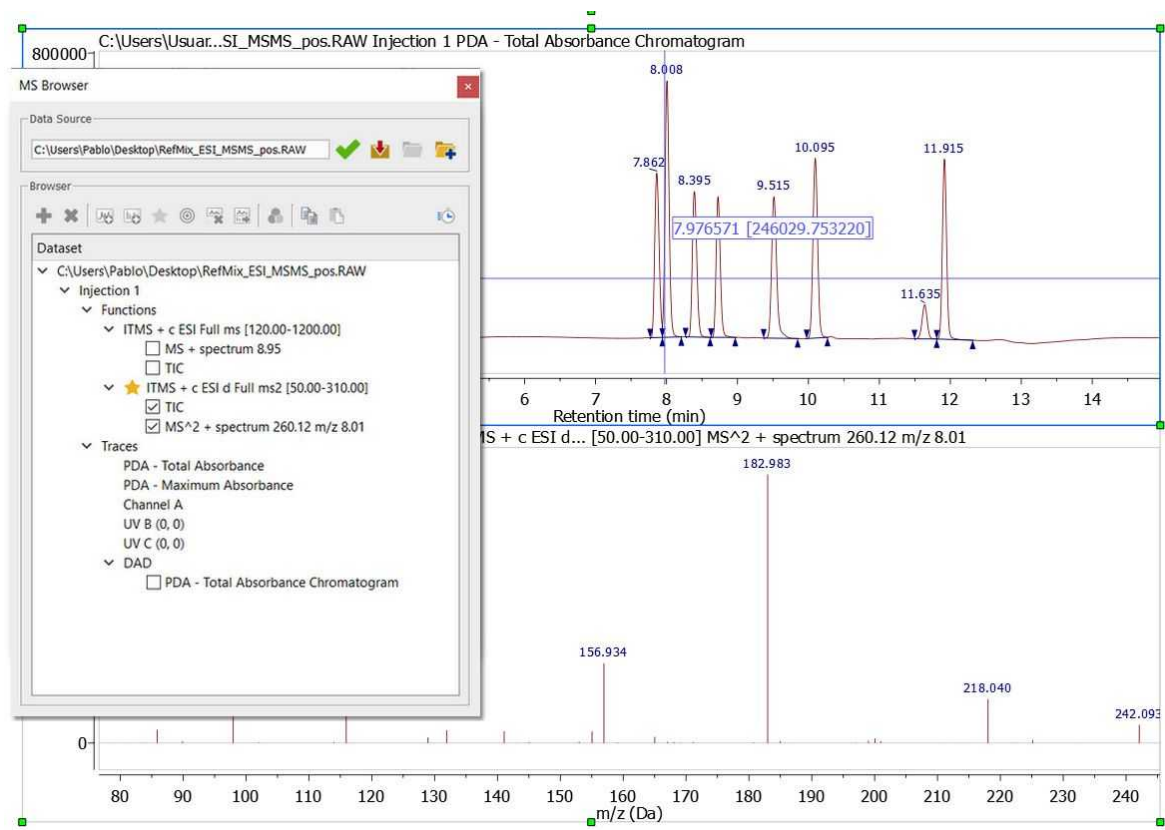 C:\Users\Usuar...SI_MSMS_pos.RAW Injection 1 PDA - Total Absorbance Chromatogram
800000
8.008
7.862
8.395
9.515
10.095
11.915
7.976571 [246029.753220]
11.635
6 7 8 9 10 11 12 13 14
Retention time (min)
MS Browser
Data Source
C:\Users\Pablo\Desktop\RefMix_ESI_MSMS_pos.RAW
Browser
Dataset
C:\Users\Pablo\Desktop\RefMix_ESI_MSMS_pos.RAW
Injection 1
Functions
ITMS + c ESI Full ms [120.00-1200.00]
MS + spectrum 8.95
TIC
ITMS + c ESI d Full ms2 [50.00-310.00]
TIC
MS^2 + spectrum 260.12 m/z 8.01
Traces
PDA - Total Absorbance
PDA - Maximum Absorbance
Channel A
UV B (0, 0)
UV C (0, 0)
DAD
PDA - Total Absorbance Chromatogram
MS + c ESI d... [50.00-310.00] MS^2 + spectrum 260.12 m/z 8.01
182.983
156.934
218.040
242.093
0
80 90 100 110 120 130 140 150 160 170 180 190 200 210 220 230 240
m/z (Da)